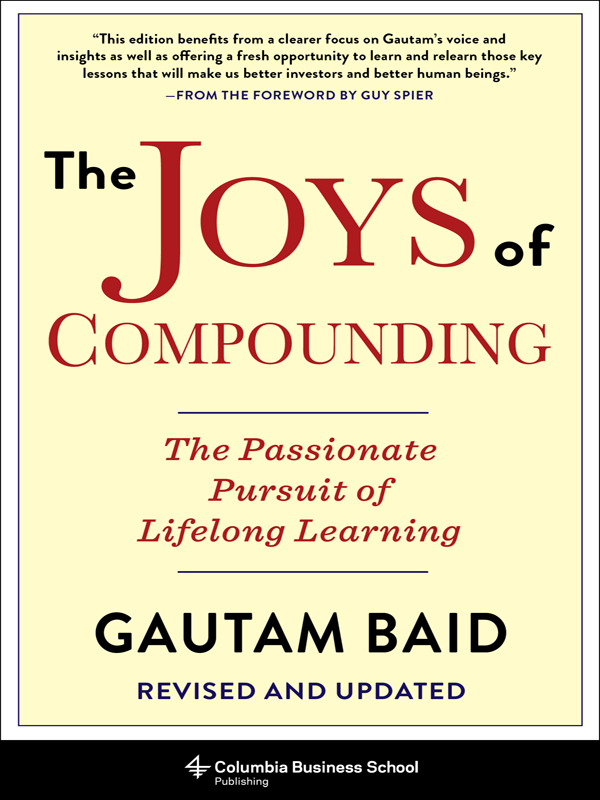 “This edition benefits from a clearer focus on Gautam’s voice and
insights as well as offering a fresh opportunity to learn and relearn those key
lessons that will make us better investors and better human beings.”
—FROM THE FOREWORD BY GUY SPIER
The JOYS of
COMPOUNDING
The Passionate
Pursuit of
Lifelong Learning
GAUTAM BAID
REVISED AND UPDATED
Columbia Business School
Publishing